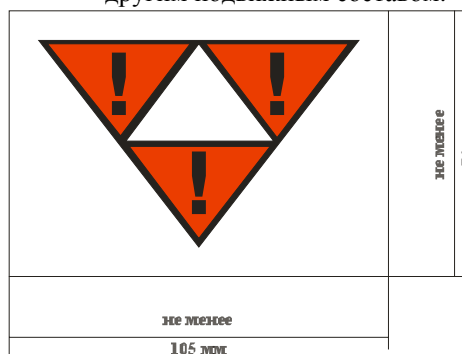 другим подвижным составом.
!
!
!
не менее
не менее
105 мм